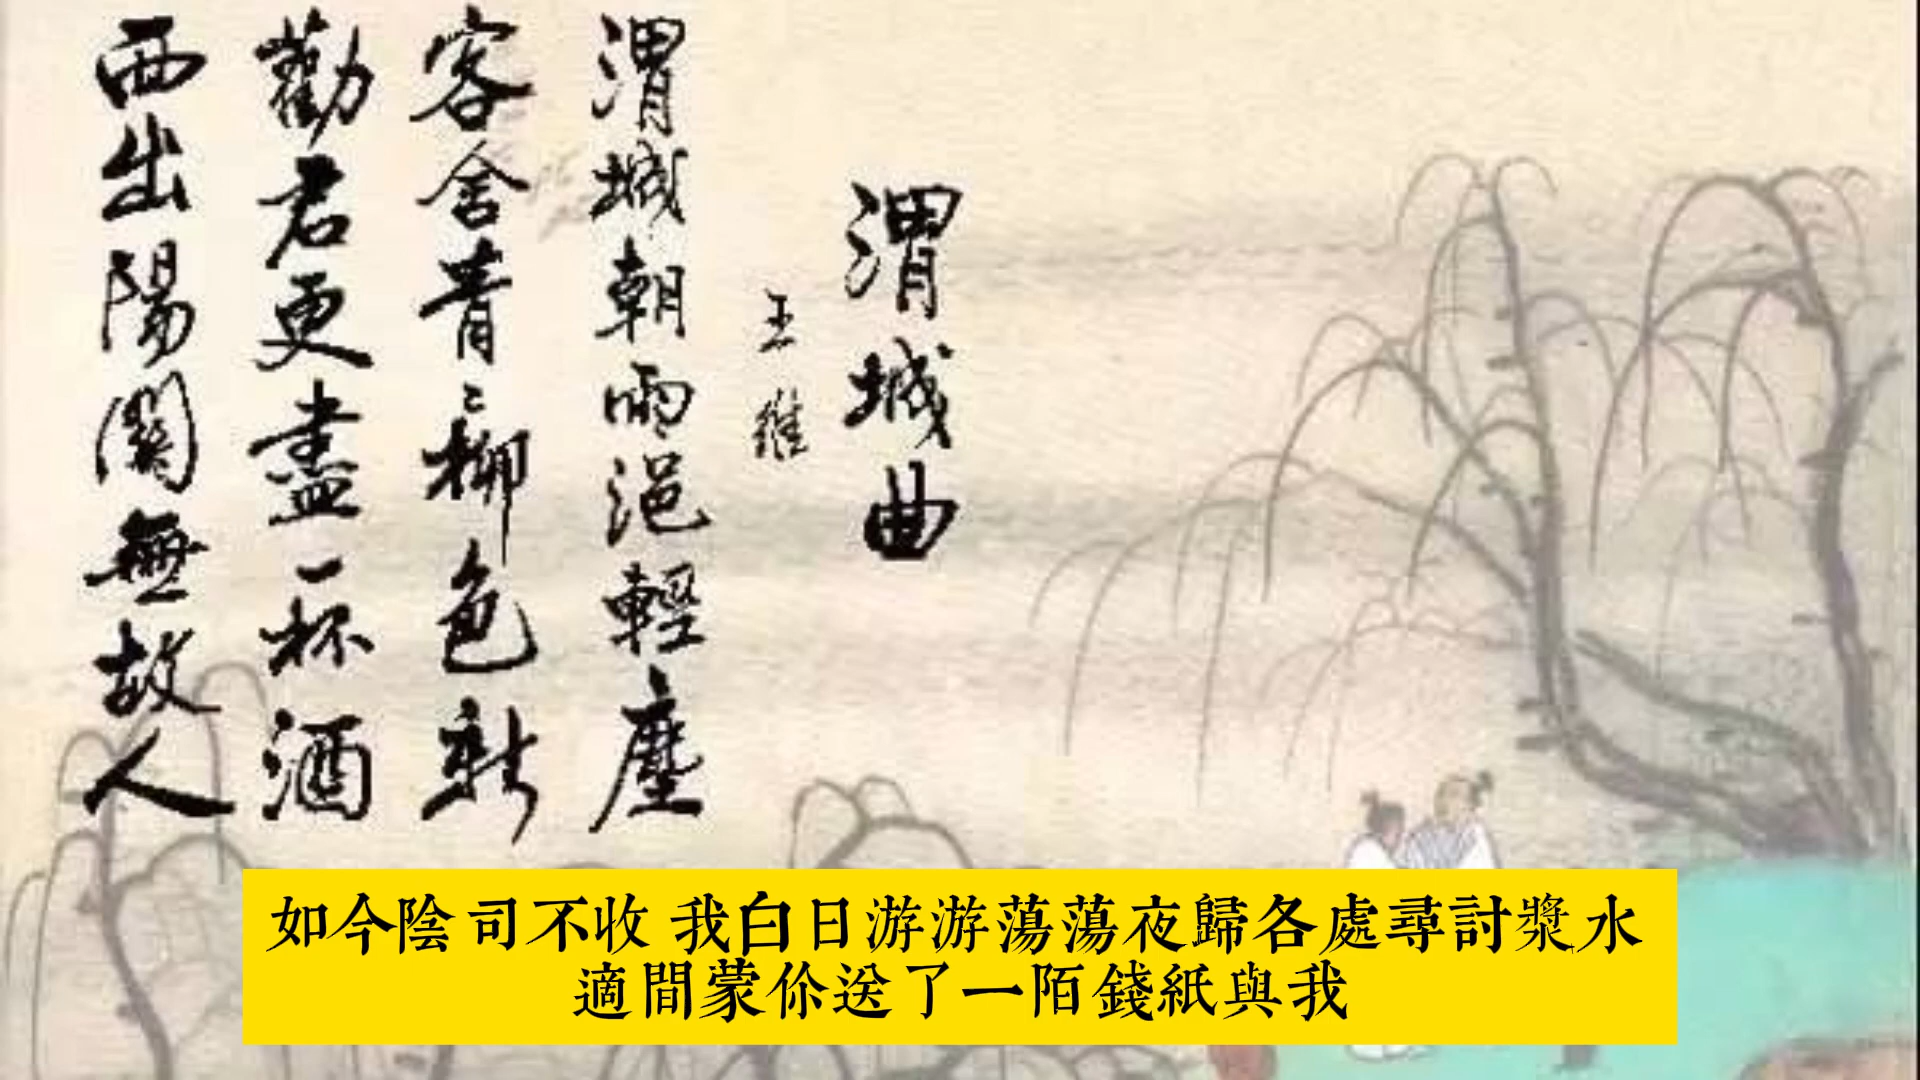 渭城曲
王維
渭城朝雨浥輕塵
客舍青〻柳色新
勸君更盡一杯酒
西出陽關無故人
如今陰司不收 我白日游游蕩蕩夜歸各處尋討漿水
適間蒙你送了一陌錢紙與我